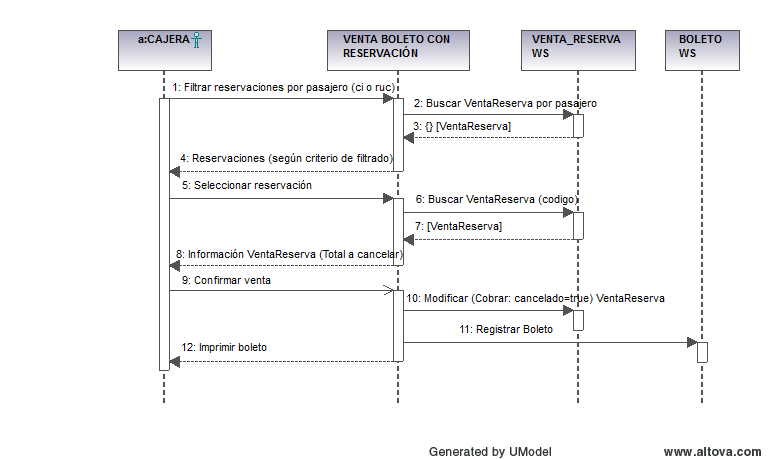 a:CAJERA
VENTA BOLETO CON
RESERVACIÓN
VENTA_RESERVA
WS
BOLETO
WS
1: Filtrar reservaciones por pasajero (ci o ruc)
2: Buscar VentaReserva por pasajero
3: {} [VentaReserva]
4: Reservaciones (según criterio de filtrado)
5: Seleccionar reservación
6: Buscar VentaReserva (codigo)
7: [VentaReserva]
8: Información VentaReserva (Total a cancelar)
9: Confirmar venta
10: Modificar (Cobrar: cancelado=true) VentaReserva
11: Registrar Boleto
12: Imprimir boleto
Generated by UModel
www.altova.com